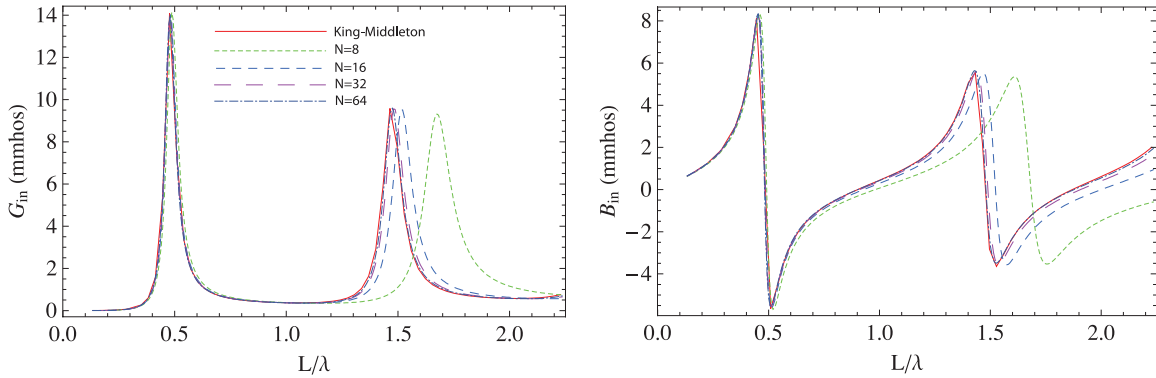 14
12
10
8
6
4
2
0
G_in (mmhos)
King-Middleton
N=8
N=16
N=32
N=64
0.0 0.5 1.0 1.5 2.0
L/λ
8
6
4
2
0
−2
−4
B_in (mmhos)
0.0 0.5 1.0 1.5 2.0
L/λ